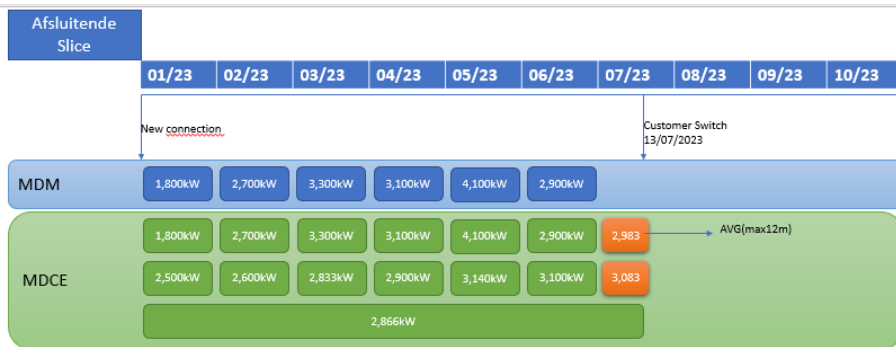 Afsluitende
Slice
01/23 02/23 03/23 04/23 05/23 06/23 07/23 08/23 09/23 10/23
New connection
Customer Switch
13/07/2023
MDM
1,800kW 2,700kW 3,300kW 3,100kW 4,100kW 2,900kW
MDCE
1,800kW 2,700kW 3,300kW 3,100kW 4,100kW 2,900kW 2,983
AVG(max12m)
2,500kW 2,600kW 2,833kW 2,900kW 3,140kW 3,100kW 3,083
2,866kW